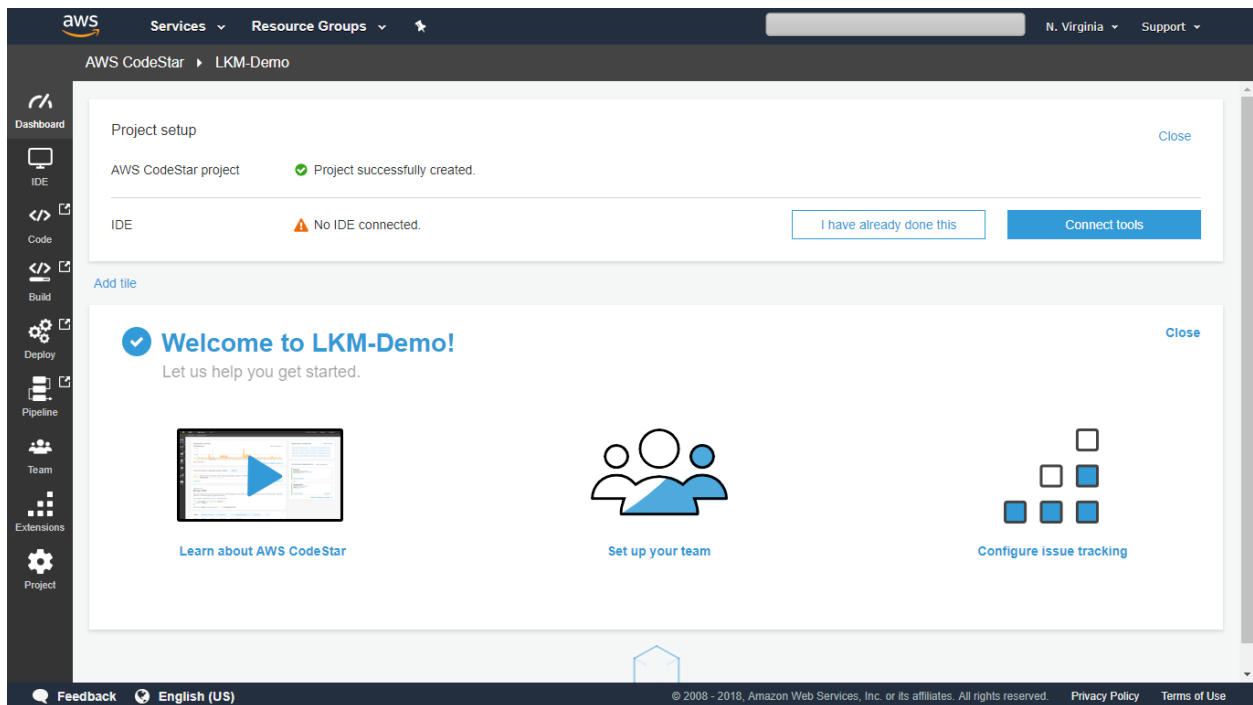 aws Services Resource Groups N. Virginia Support
AWS CodeStar LKM-Demo
Dashboard
IDE
Code
Build
Deploy
Pipeline
Team
Extensions
Project
Project setup
Close
AWS CodeStar project Project successfully created.
IDE No IDE connected. I have already done this Connect tools
Add tile
Welcome to LKM-Demo!
Close
Let us help you get started.
Learn about AWS CodeStar Set up your team Configure issue tracking
Feedback English (US) © 2008 - 2018, Amazon Web Services, Inc. or its affiliates. All rights reserved. Privacy Policy Terms of Use